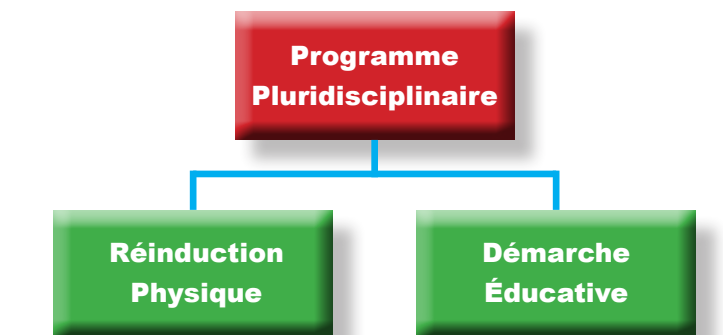 Programme
Pluridisciplinaire
Réinduction
Physique
Démarche
Éducative